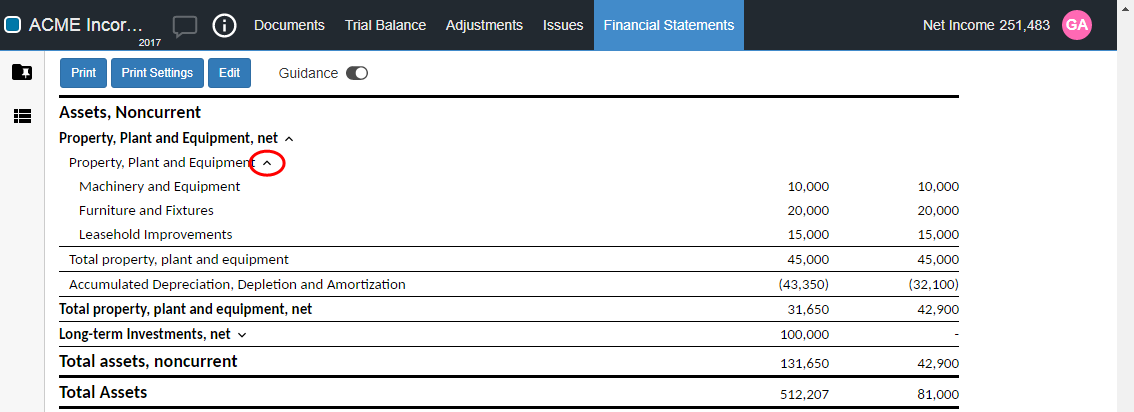 ACME Incor... Documents Trial Balance Adjustments Issues Financial Statements Net Income 251,483 GA
2017
Print Print Settings Edit Guidance
Assets, Noncurrent
Property, Plant and Equipment, net
Property, Plant and Equipment
Machinery and Equipment 10,000 10,000
Furniture and Fixtures 20,000 20,000
Leasehold Improvements 15,000 15,000
Total property, plant and equipment 45,000 45,000
Accumulated Depreciation, Depletion and Amortization (43,350) (32,100)
Total property, plant and equipment, net 31,650 42,900
Long-term Investments, net 100,000 -
Total assets, noncurrent 131,650 42,900
Total Assets 512,207 81,000